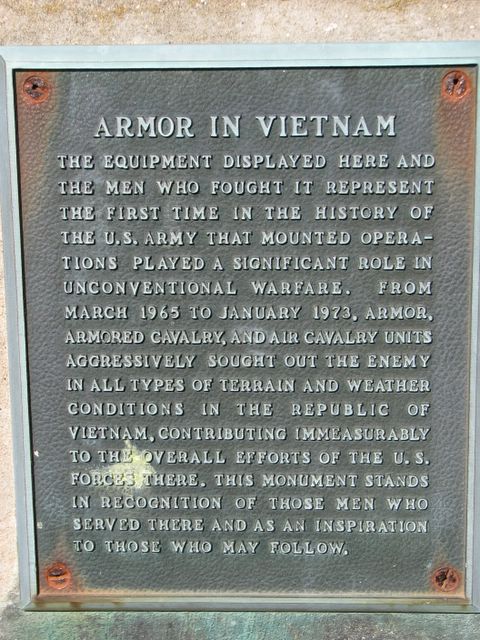 ARMOR IN VIETNAM
THE EQUIPMENT DISPLAYED HERE AND
THE MEN WHO FOUGHT IT REPRESENT
THE FIRST TIME IN THE HISTORY OF
THE U.S. ARMY THAT MOUNTED OPERA-
TIONS PLAYED A SIGNIFICANT ROLE IN
UNCONVENTIONAL WARFARE. FROM
MARCH 1965 TO JANUARY 1973, ARMOR,
ARMORED CAVALRY, AND AIR CAVALRY UNITS
AGGRESSIVELY SOUGHT OUT THE ENEMY
IN ALL TYPES OF TERRAIN AND WEATHER
CONDITIONS IN THE REPUBLIC OF
VIETNAM, CONTRIBUTING IMMEASURABLY
TO THE OVERALL EFFORTS OF THE U.S.
FORCES THERE. THIS MONUMENT STANDS
IN RECOGNITION OF THOSE MEN WHO
SERVED THERE AND AS AN INSPIRATION
TO THOSE WHO MAY FOLLOW.